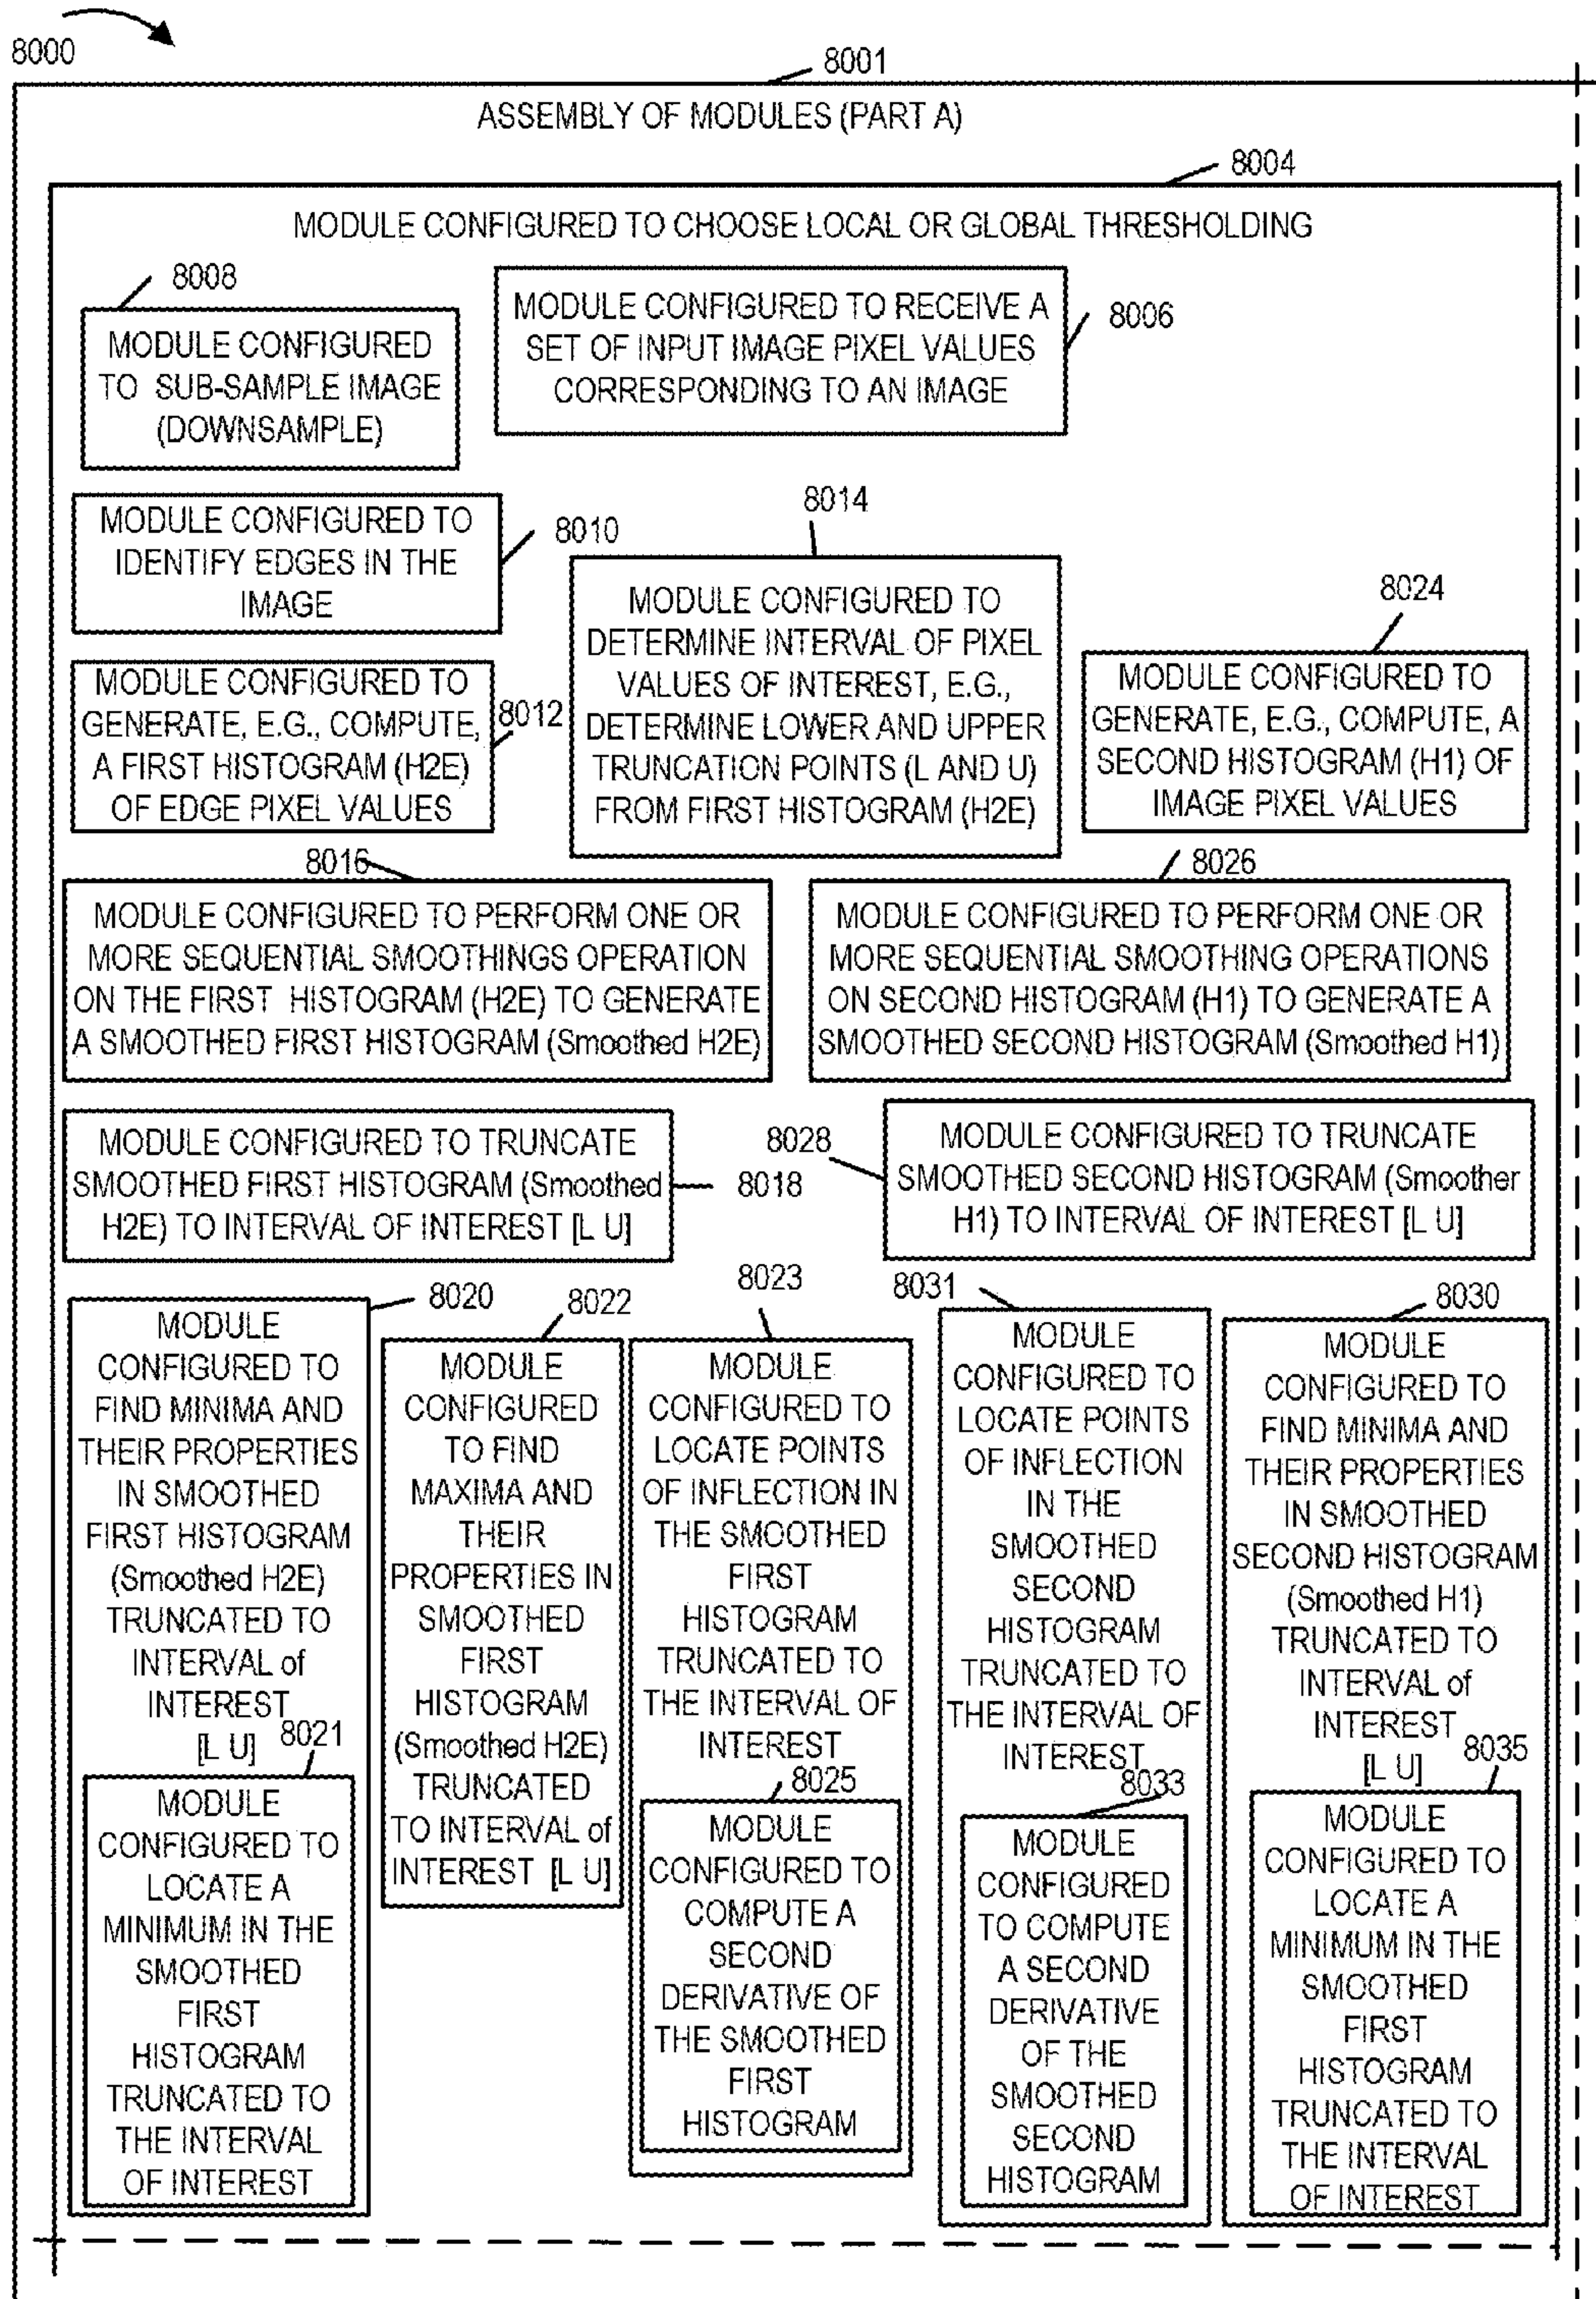 8000
8001
ASSEMBLY OF MODULES (PART A)
8004
MODULE CONFIGURED TO CHOOSE LOCAL OR GLOBAL THRESHOLDING
8008
MODULE CONFIGURED
TO SUB-SAMPLE IMAGE
(DOWNSAMPLE)
MODULE CONFIGURED TO RECEIVE A
SET OF INPUT IMAGE PIXEL VALUES
CORRESPONDING TO AN IMAGE
8006
MODULE CONFIGURED TO
IDENTIFY EDGES IN THE
IMAGE
8010
8014
MODULE CONFIGURED TO
DETERMINE INTERVAL OF PIXEL
VALUES OF INTEREST, E.G.,
DETERMINE LOWER AND UPPER
TRUNCATION POINTS (L AND U)
FROM FIRST HISTOGRAM (H2E)
8024
MODULE CONFIGURED TO
GENERATE, E.G., COMPUTE, A
SECOND HISTOGRAM (H1) OF
IMAGE PIXEL VALUES
MODULE CONFIGURED TO
GENERATE, E.G., COMPUTE,
A FIRST HISTOGRAM (H2E)
OF EDGE PIXEL VALUES
8012
8016
MODULE CONFIGURED TO PERFORM ONE OR
MORE SEQUENTIAL SMOOTHINGS OPERATION
ON THE FIRST HISTOGRAM (H2E) TO GENERATE
A SMOOTHED FIRST HISTOGRAM (Smoothed H2E)
8026
MODULE CONFIGURED TO PERFORM ONE OR
MORE SEQUENTIAL SMOOTHING OPERATIONS
ON SECOND HISTOGRAM (H1) TO GENERATE A
SMOOTHED SECOND HISTOGRAM (Smoothed H1)
MODULE CONFIGURED TO TRUNCATE
SMOOTHED FIRST HISTOGRAM (Smoothed
H2E) TO INTERVAL OF INTEREST [L U]
8018
8028
MODULE CONFIGURED TO TRUNCATE
SMOOTHED SECOND HISTOGRAM (Smoother
H1) TO INTERVAL OF INTEREST [L U]
8020
MODULE
CONFIGURED TO
FIND MINIMA AND
THEIR PROPERTIES
IN SMOOTHED
FIRST HISTOGRAM
(Smoothed H2E)
TRUNCATED TO
INTERVAL of
INTEREST
[L U]
8021
MODULE
CONFIGURED TO
LOCATE A
MINIMUM IN THE
SMOOTHED
FIRST
HISTOGRAM
TRUNCATED TO
THE INTERVAL
OF INTEREST
8022
MODULE
CONFIGURED
TO FIND
MAXIMA AND
THEIR
PROPERTIES IN
SMOOTHED
FIRST
HISTOGRAM
(Smoothed H2E)
TRUNCATED
TO INTERVAL of
INTEREST [L U]
8023
MODULE
CONFIGURED TO
LOCATE POINTS
OF INFLECTION IN
THE SMOOTHED
FIRST
HISTOGRAM
TRUNCATED TO
THE INTERVAL OF
INTEREST
8025
MODULE
CONFIGURED TO
COMPUTE A
SECOND
DERIVATIVE OF
THE SMOOTHED
FIRST
HISTOGRAM
8031
MODULE
CONFIGURED TO
LOCATE POINTS
OF INFLECTION
IN THE
SMOOTHED
SECOND
HISTOGRAM
TRUNCATED TO
THE INTERVAL OF
INTEREST
8033
MODULE
CONFIGURED
TO COMPUTE
A SECOND
DERIVATIVE
OF THE
SMOOTHED
SECOND
HISTOGRAM
8030
MODULE
CONFIGURED TO
FIND MINIMA AND
THEIR PROPERTIES
IN SMOOTHED
SECOND HISTOGRAM
(Smoothed H1)
TRUNCATED TO
INTERVAL of
INTEREST
[L U]
8035
MODULE
CONFIGURED TO
LOCATE A
MINIMUM IN THE
SMOOTHED
FIRST
HISTOGRAM
TRUNCATED TO
THE INTERVAL
OF INTEREST